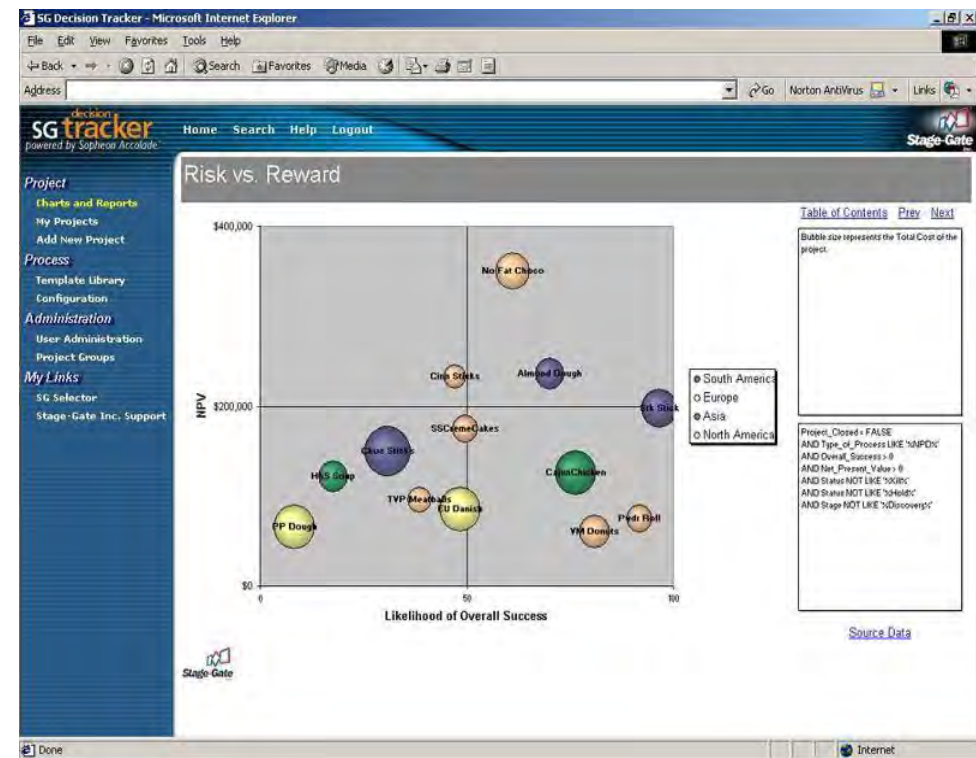 SG Decision Tracker - Microsoft Internet Explorer
File Edit View Favorites Tools Help
Back Search Favorites Media
Address Go Norton AntiVirus Links
decision
SG tracker
powered by Sopheon Accolade
Home Search Help Logout
Stage-Gate
Project
Charts and Reports
My Projects
Add New Project
Process
Template Library
Configuration
Administration
User Administration
Project Groups
My Links
SG Selector
Stage-Gate Inc. Support
Risk vs. Reward
Table of Contents Prev Next
Bubble size represents the Total Cost of the
project.
$400,000
No Fat Choco
Cinn Sticks
Almond Dough
NPV
$200,000
Brk Stick
SSCremeCakes
Chse Sticks
H&S Soup
CajunChicken
TVP Meatballs
EU Danish
PP Dough
YM Donuts
Pwdr Roll
$0
0
50
100
Likelihood of Overall Success
South America
Europe
Asia
North America
Project_Closed = FALSE
AND Type_of_Process LIKE '%NPD%'
AND Overall_Success > 0
AND Net_Present_Value > 0
AND Status NOT LIKE '%Kill%'
AND Status NOT LIKE '%Hold%'
AND Stage NOT LIKE '%Discovery%'
Source Data
Stage-Gate
Done
Internet